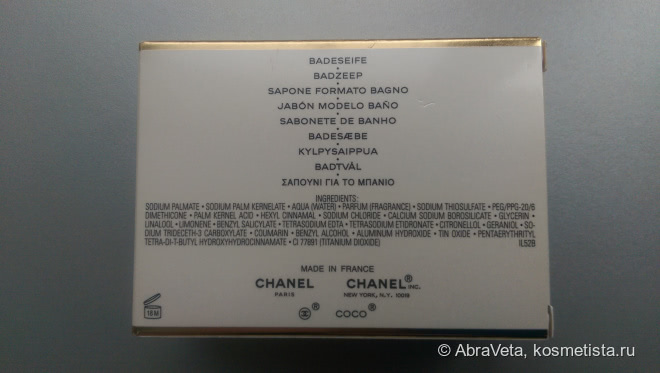 BADESEIFE
BADZEEP
SAPONE FORMATO BAGNO
JABÓN MODELO BAÑO
SABONETE DE BANHO
BADESÆBE
KYLPYSAIPPUA
BADTVÅL
ΣΑΠΟΥΝΙ ΓΙΑ ΤΟ ΜΠΑΝΙΟ
INGREDIENTS:
SODIUM PALMATE • SODIUM PALM KERNELATE • AQUA (WATER) • PARFUM (FRAGRANCE) • SODIUM THIOSULFATE • PEG/PPG-20/6
DIMETHICONE • PALM KERNEL ACID • HEXYL CINNAMAL • SODIUM CHLORIDE • CALCIUM SODIUM BOROSILICATE • GLYCERIN •
LINALOOL • LIMONENE • BENZYL SALICYLATE • TETRASODIUM EDTA • TETRASODIUM ETIDRONATE • CITRONELLOL • GERANIOL • SO-
DIUM TRIDECETH-3 CARBOXYLATE • COUMARIN • BENZYL ALCOHOL • ALUMINUM HYDROXIDE • TIN OXIDE • PENTAERYTHRITYL
TETRA-DI-T-BUTYL HYDROXYHYDROCINNAMATE • CI 77891 (TITANIUM DIOXIDE) IL52B
MADE IN FRANCE
CHANEL CHANEL® INC.
PARIS NEW YORK, N.Y. 10019
18M
® COCO®
© AbraVeta, kosmetista.ru